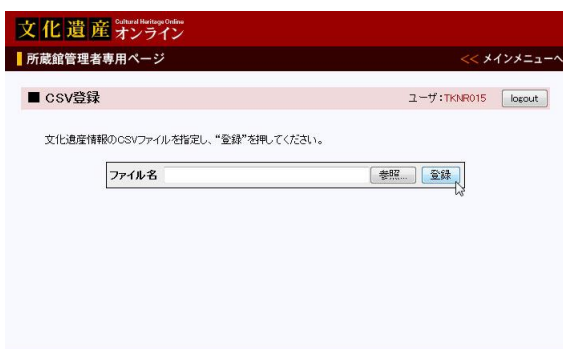 文化遺産 Cultural Heritage Online オンライン
所蔵館管理者専用ページ << メインメニューへ
■ CSV登録 ユーザ:TKNR015 logout
文化遺産情報のCSVファイルを指定し、“登録”を押してください。
ファイル名 参照... 登録